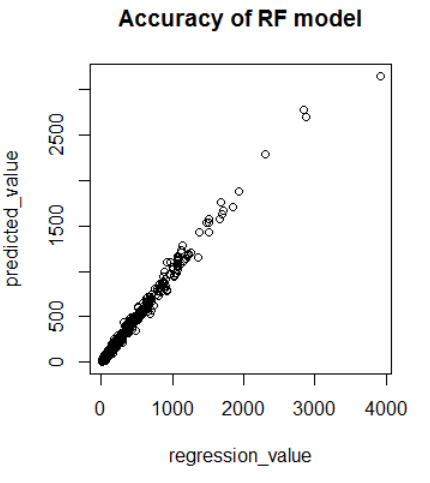 Accuracy of RF model
predicted_value
2500
1500
500
0
0 1000 2000 3000 4000
regression_value